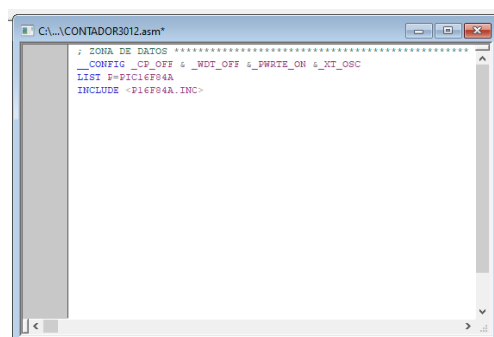 C:\...\CONTADOR3012.asm*
; ZONA DE DATOS *************************************************
__CONFIG _CP_OFF & _WDT_OFF &_PWRTE_ON &_XT_OSC
LIST P=PIC16F84A
INCLUDE <P16F84A.INC>